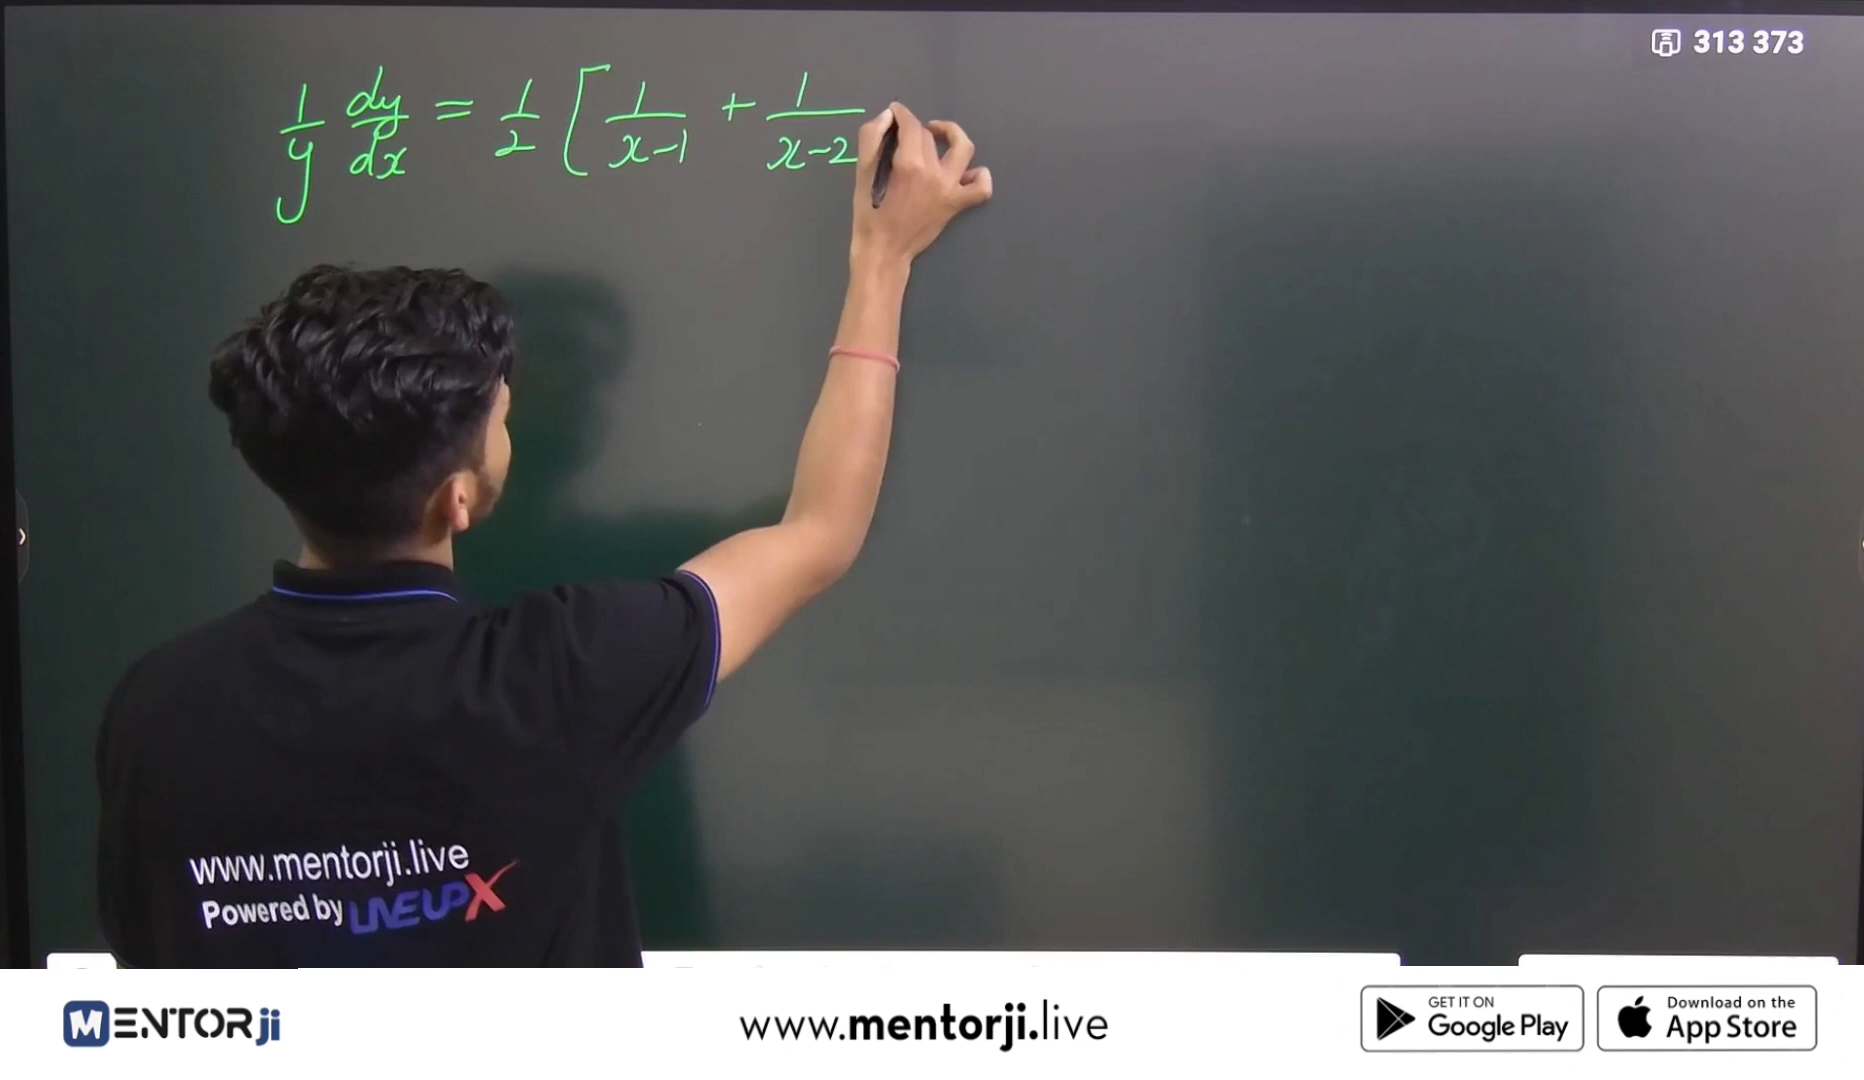 313 373
1/y dy/dx = 1/2 [ 1/(x-1) + 1/(x-2)
www.mentorji.live
Powered by LIVEUPX
MENTORji
www.mentorji.live
GET IT ON
Google Play
Download on the
App Store